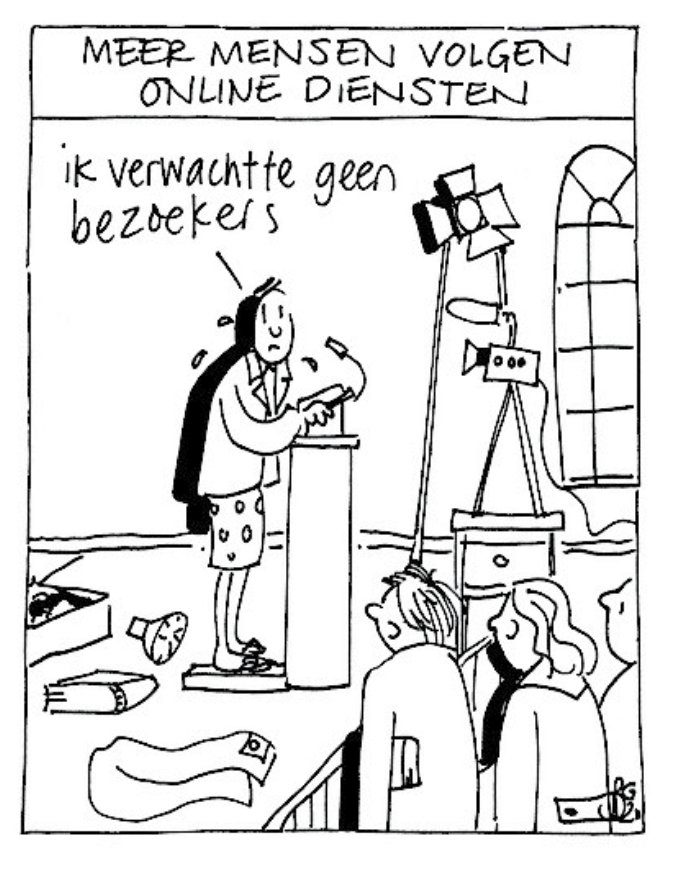 MEER MENSEN VOLGEN
ONLINE DIENSTEN
ik verwachtte geen
bezoekers